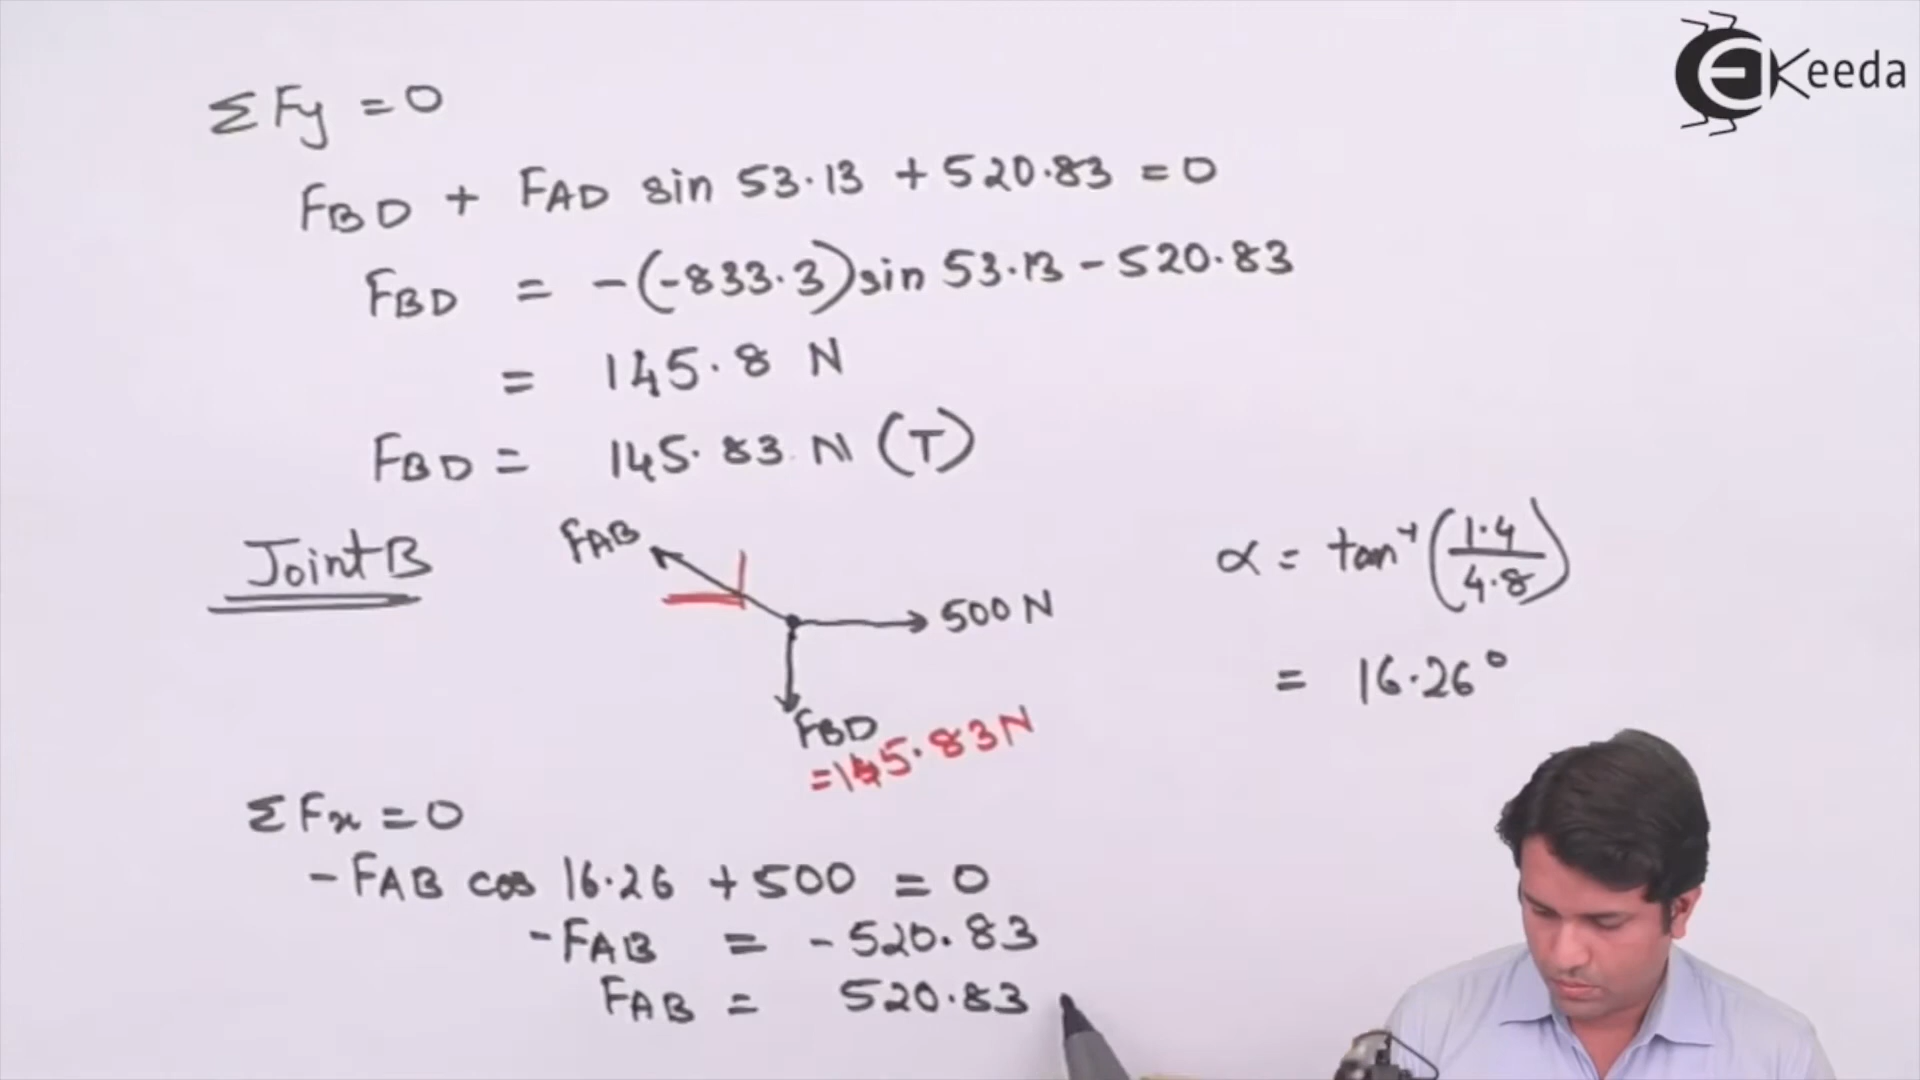 EKeeda
ΣFy = 0
FBD + FAD sin 53.13 + 520.83 = 0
FBD = -(-833.3) sin 53.13 - 520.83
= 145.8 N
FBD = 145.83 N (T)
Joint B
FAB
500 N
FBD
= 145.83 N
α = tan⁻¹ (1.4/4.8)
= 16.26°
ΣFx = 0
- FAB cos 16.26 + 500 = 0
- FAB = - 520.83
FAB = 520.83